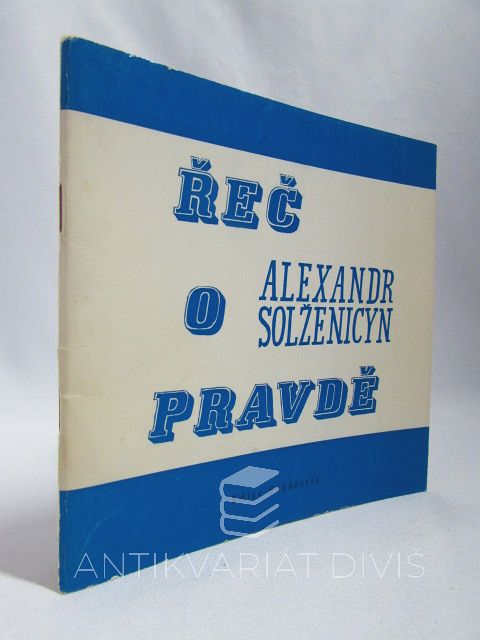 ŘEČ
O
PRAVDĚ
ALEXANDR
SOLŽENICYN
ANTIKVARIÁT DIVIŠ